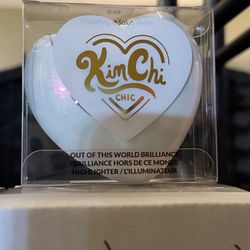 KimChi
CHIC
OUT OF THIS WORLD BRILLIANCE
/BRILLIANCE HORS DE CE MONDE
HIGHLIGHTER / L'ILLUMINATEUR